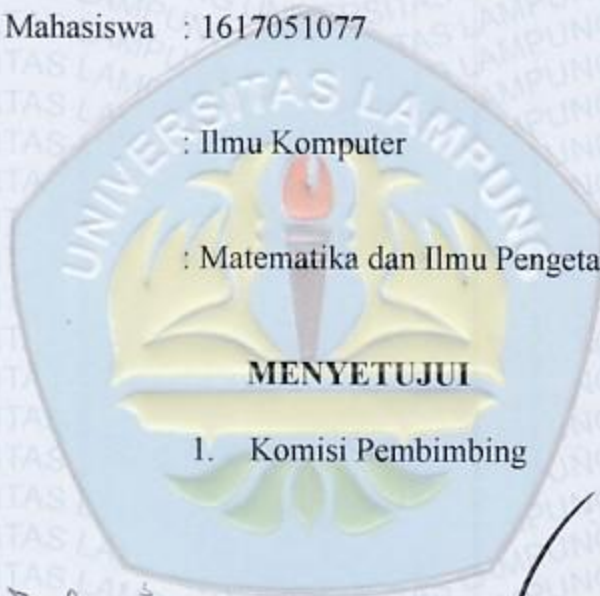 Mahasiswa : 1617051077
: Ilmu Komputer
: Matematika dan Ilmu Pengeta
MENYETUJUI
1. Komisi Pembimbing
UNIVERSITAS LAMPUNG